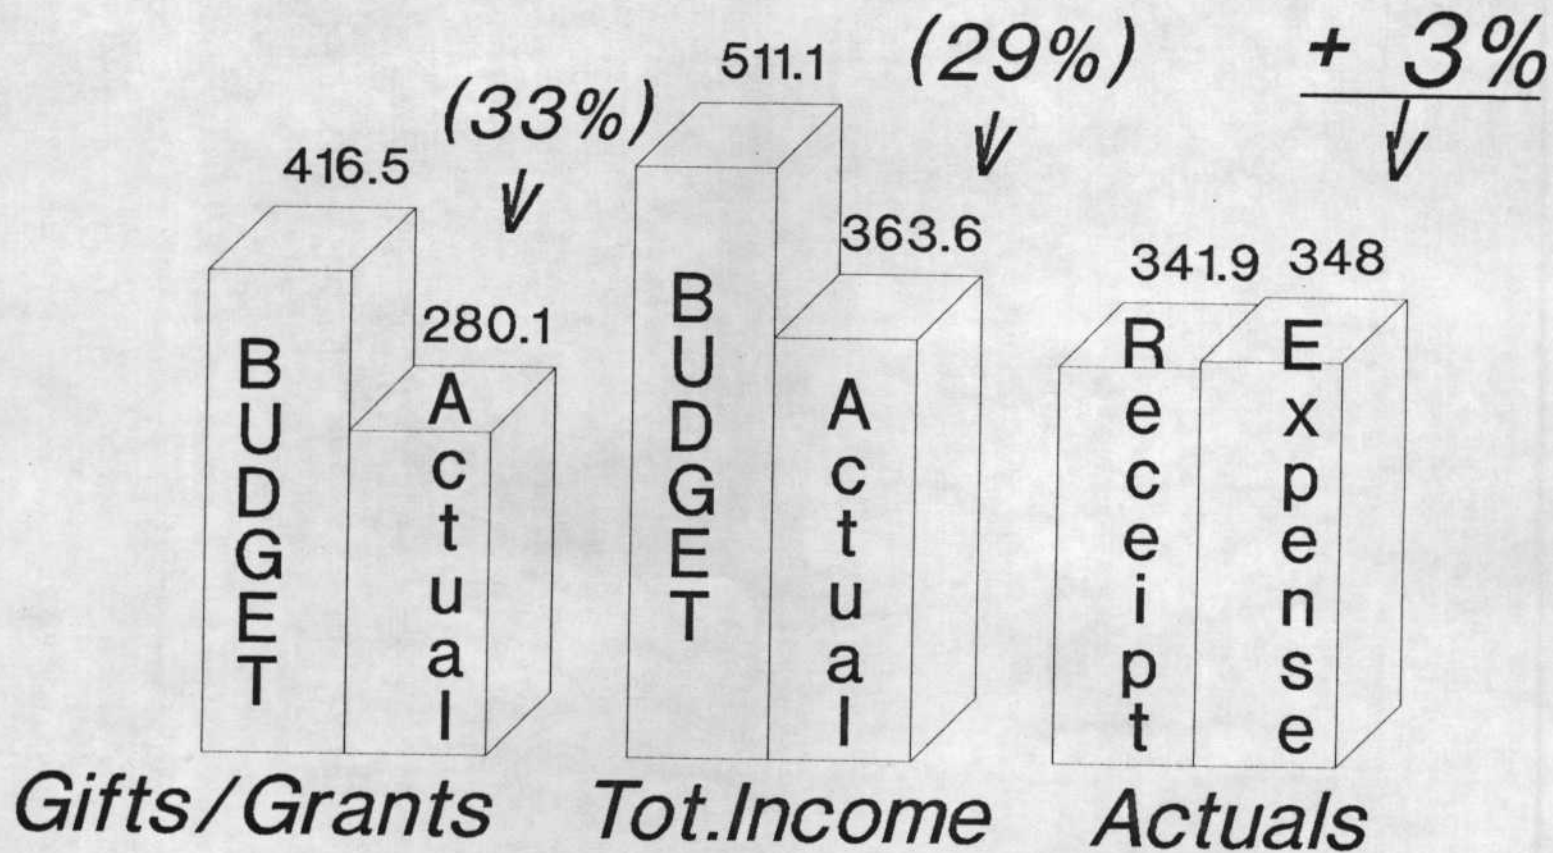 (33%)
(29%)
+ 3%
416.5
280.1
511.1
363.6
341.9
348
BUDGET
Actual
BUDGET
Actual
Receipt
Expense
Gifts/Grants
Tot.Income
Actuals